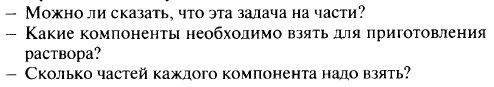 – Можно ли сказать, что эта задача на части?
– Какие компоненты необходимо взять для приготовления
раствора?
– Сколько частей каждого компонента надо взять?